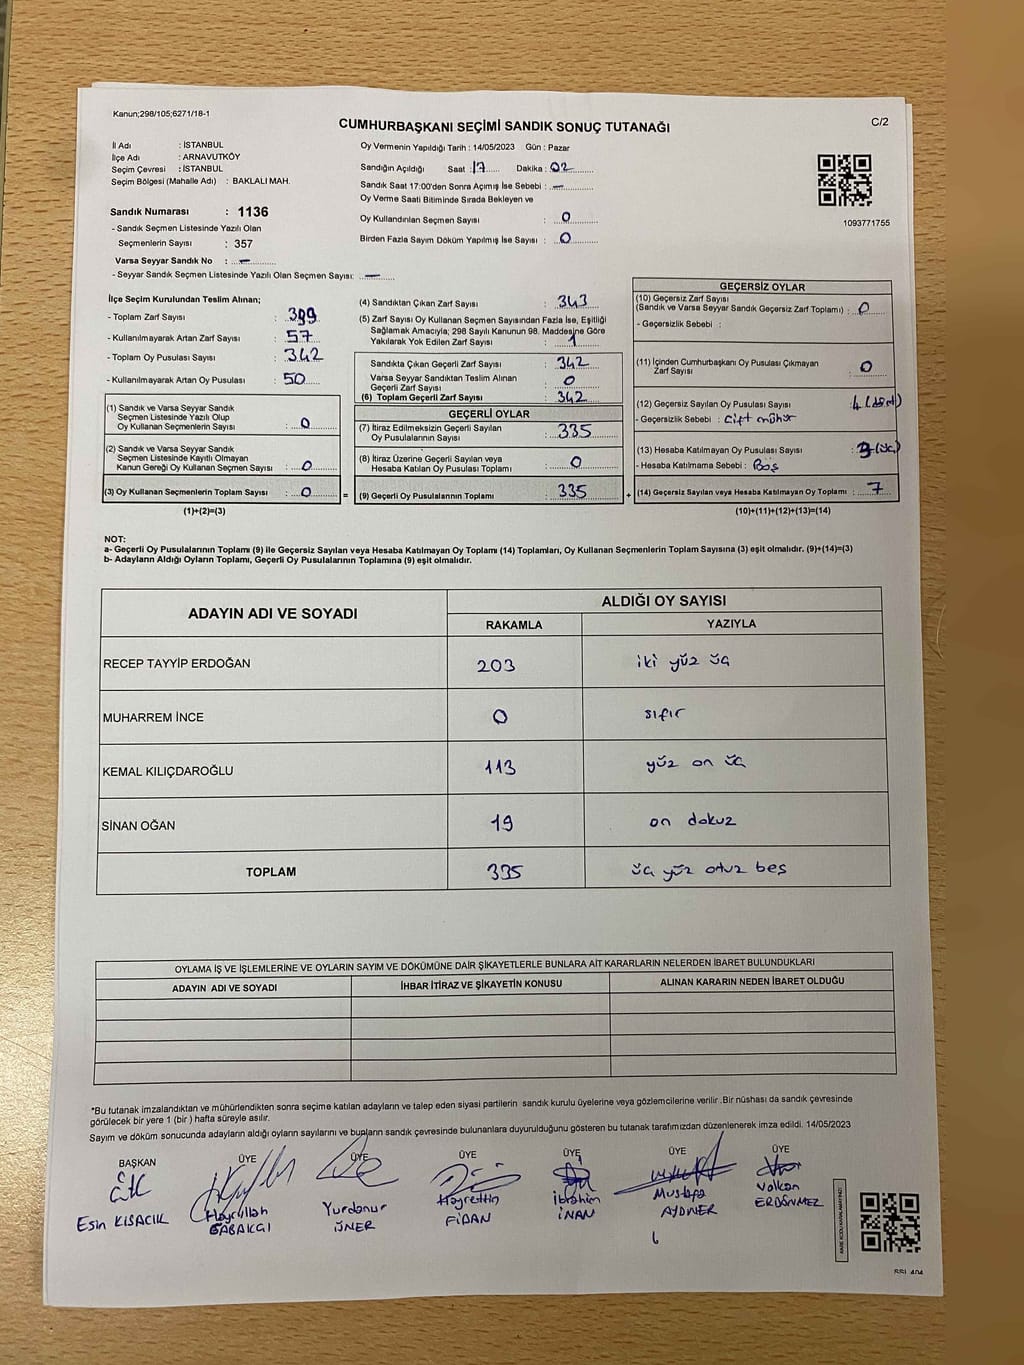 Kanun;298/105;6271/18-1
CUMHURBAŞKANI SEÇİMİ SANDIK SONUÇ TUTANAĞI
C/2
İl Adı : İSTANBUL
İlçe Adı : ARNAVUTKÖY
Seçim Çevresi : İSTANBUL
Seçim Bölgesi (Mahalle Adı) : BAKLALI MAH.
Sandık Numarası : 1136
- Sandık Seçmen Listesinde Yazılı Olan
Seçmenlerin Sayısı : 357
Varsa Seyyar Sandık No : –
- Seyyar Sandık Seçmen Listesinde Yazılı Olan Seçmen Sayısı: –
Oy Vermenin Yapıldığı Tarih : 14/05/2023 Gün : Pazar
Sandığın Açıldığı Saat : 17 Dakika : 02
Sandık Saat 17:00'den Sonra Açımış İse Sebebi : –
Oy Verme Saati Bitiminde Sırada Bekleyen ve
Oy Kullandırılan Seçmen Sayısı : 0
Birden Fazla Sayım Döküm Yapılmış İse Sayısı : 0
1093771755
İlçe Seçim Kurulundan Teslim Alınan;
- Toplam Zarf Sayısı : 399
- Kullanılmayarak Artan Zarf Sayısı : 57
- Toplam Oy Pusulası Sayısı : 342
- Kullanılmayarak Artan Oy Pusulası : 50
(1) Sandık ve Varsa Seyyar Sandık
Seçmen Listesinde Yazılı Olup
Oy Kullanan Seçmenlerin Sayısı : 0
(2) Sandık ve Varsa Seyyar Sandık
Seçmen Listesinde Kayıtlı Olmayan
Kanun Gereği Oy Kullanan Seçmen Sayısı : 0
(3) Oy Kullanan Seçmenlerin Toplam Sayısı : 0 =
(1)+(2)=(3)
(4) Sandıktan Çıkan Zarf Sayısı : 343
(5) Zarf Sayısı Oy Kullanan Seçmen Sayısından Fazla İse, Eşitliği
Sağlamak Amacıyla; 298 Sayılı Kanunun 98. Maddesine Göre
Yakılarak Yok Edilen Zarf Sayısı : 1
Sandıkta Çıkan Geçerli Zarf Sayısı : 342
Varsa Seyyar Sandıktan Teslim Alınan
Geçerli Zarf Sayısı : 0
(6) Toplam Geçerli Zarf Sayısı : 342
GEÇERLİ OYLAR
(7) İtiraz Edilmeksizin Geçerli Sayılan
Oy Pusulalarının Sayısı : 335
(8) İtiraz Üzerine Geçerli Sayılan veya
Hesaba Katılan Oy Pusulası Toplamı : 0
(9) Geçerli Oy Pusulalarının Toplamı : 335 +
GEÇERSİZ OYLAR
(10) Geçersiz Zarf Sayısı
(Sandık ve Varsa Seyyar Sandık Geçersiz Zarf Toplamı) : 0
- Geçersizlik Sebebi :
(11) İçinden Cumhurbaşkanı Oy Pusulası Çıkmayan
Zarf Sayısı : 0
(12) Geçersiz Sayılan Oy Pusulası Sayısı : 4 (dört)
- Geçersizlik Sebebi : Çift mühür
(13) Hesaba Katılmayan Oy Pusulası Sayısı : 3 (üç)
- Hesaba Katılmama Sebebi : Boş
(14) Geçersiz Sayılan veya Hesaba Katılmayan Oy Toplamı : 7
(10)+(11)+(12)+(13)=(14)
NOT:
a- Geçerli Oy Pusulalarının Toplamı (9) ile Geçersiz Sayılan veya Hesaba Katılmayan Oy Toplamı (14) Toplamları, Oy Kullanan Seçmenlerin Toplam Sayısına (3) eşit olmalıdır. (9)+(14)=(3)
b- Adayların Aldığı Oyların Toplamı, Geçerli Oy Pusulalarının Toplamına (9) eşit olmalıdır.
ADAYIN ADI VE SOYADI
ALDIĞI OY SAYISI
RAKAMLA YAZIYLA
RECEP TAYYİP ERDOĞAN 203 iki yüz üç
MUHARREM İNCE 0 sıfır
KEMAL KILIÇDAROĞLU 113 yüz on üç
SİNAN OĞAN 19 on dokuz
TOPLAM 335 üç yüz otuz beş
OYLAMA İŞ VE İŞLEMLERİNE VE OYLARIN SAYIM VE DÖKÜMÜNE DAİR ŞİKAYETLERLE BUNLARA AİT KARARLARIN NELERDEN İBARET BULUNDUKLARI
ADAYIN ADI VE SOYADI İHBAR İTİRAZ VE ŞİKAYETİN KONUSU ALINAN KARARIN NEDEN İBARET OLDUĞU
*Bu tutanak imzalandıktan ve mühürlendikten sonra seçime katılan adayların ve talep eden siyasi partilerin sandık kurulu üyelerine veya gözlemcilerine verilir .Bir nüshası da sandık çevresinde
görülecek bir yere 1 (bir ) hafta süreyle asılır.
Sayım ve döküm sonucunda adayların aldığı oyların sayılarını ve bunların sandık çevresinde bulunanlara duyurulduğunu gösteren bu tutanak tarafımızdan düzenlenerek imza edildi. 14/05/2023
BAŞKAN ÜYE ÜYE ÜYE ÜYE ÜYE ÜYE
Esin KISACIK
Hayrullah
Yurdanur
ÜNER
Hayrettin
FİDAN
İbrahim
İNAN
Mustafa
AYDINER
Volkan
ERDÖNMEZ